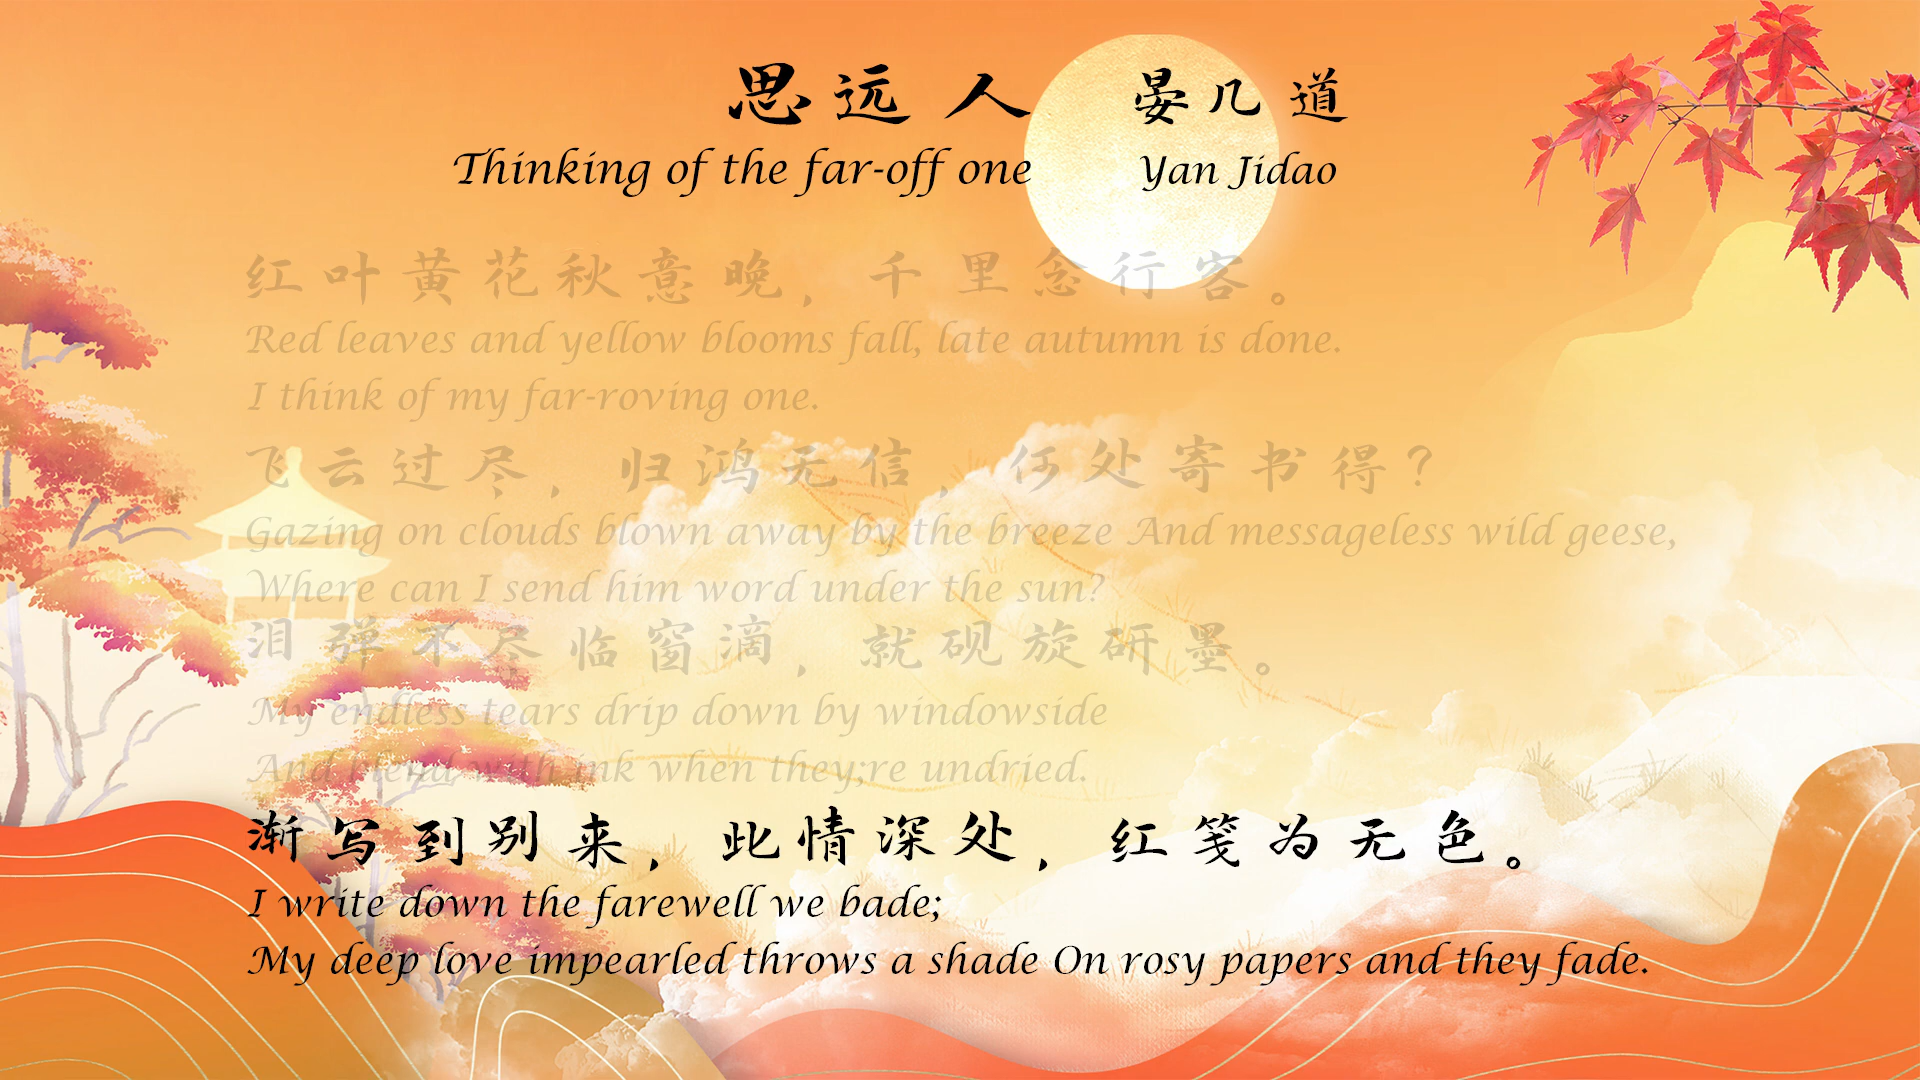 思远人 晏几道
Thinking of the far-off one Yan Jidao
红叶黄花秋意晚，千里念行客。
Red leaves and yellow blooms fall, late autumn is done.
I think of my far-roving one.
飞云过尽，归鸿无信，何处寄书得？
Gazing on clouds blown away by the breeze And messageless wild geese,
Where can I send him word under the sun?
泪弹不尽临窗滴，就砚旋研墨。
My endless tears drip down by windowside
And blend with ink when they;re undried.
渐写到别来，此情深处，红笺为无色。
I write down the farewell we bade;
My deep love impearled throws a shade On rosy papers and they fade.